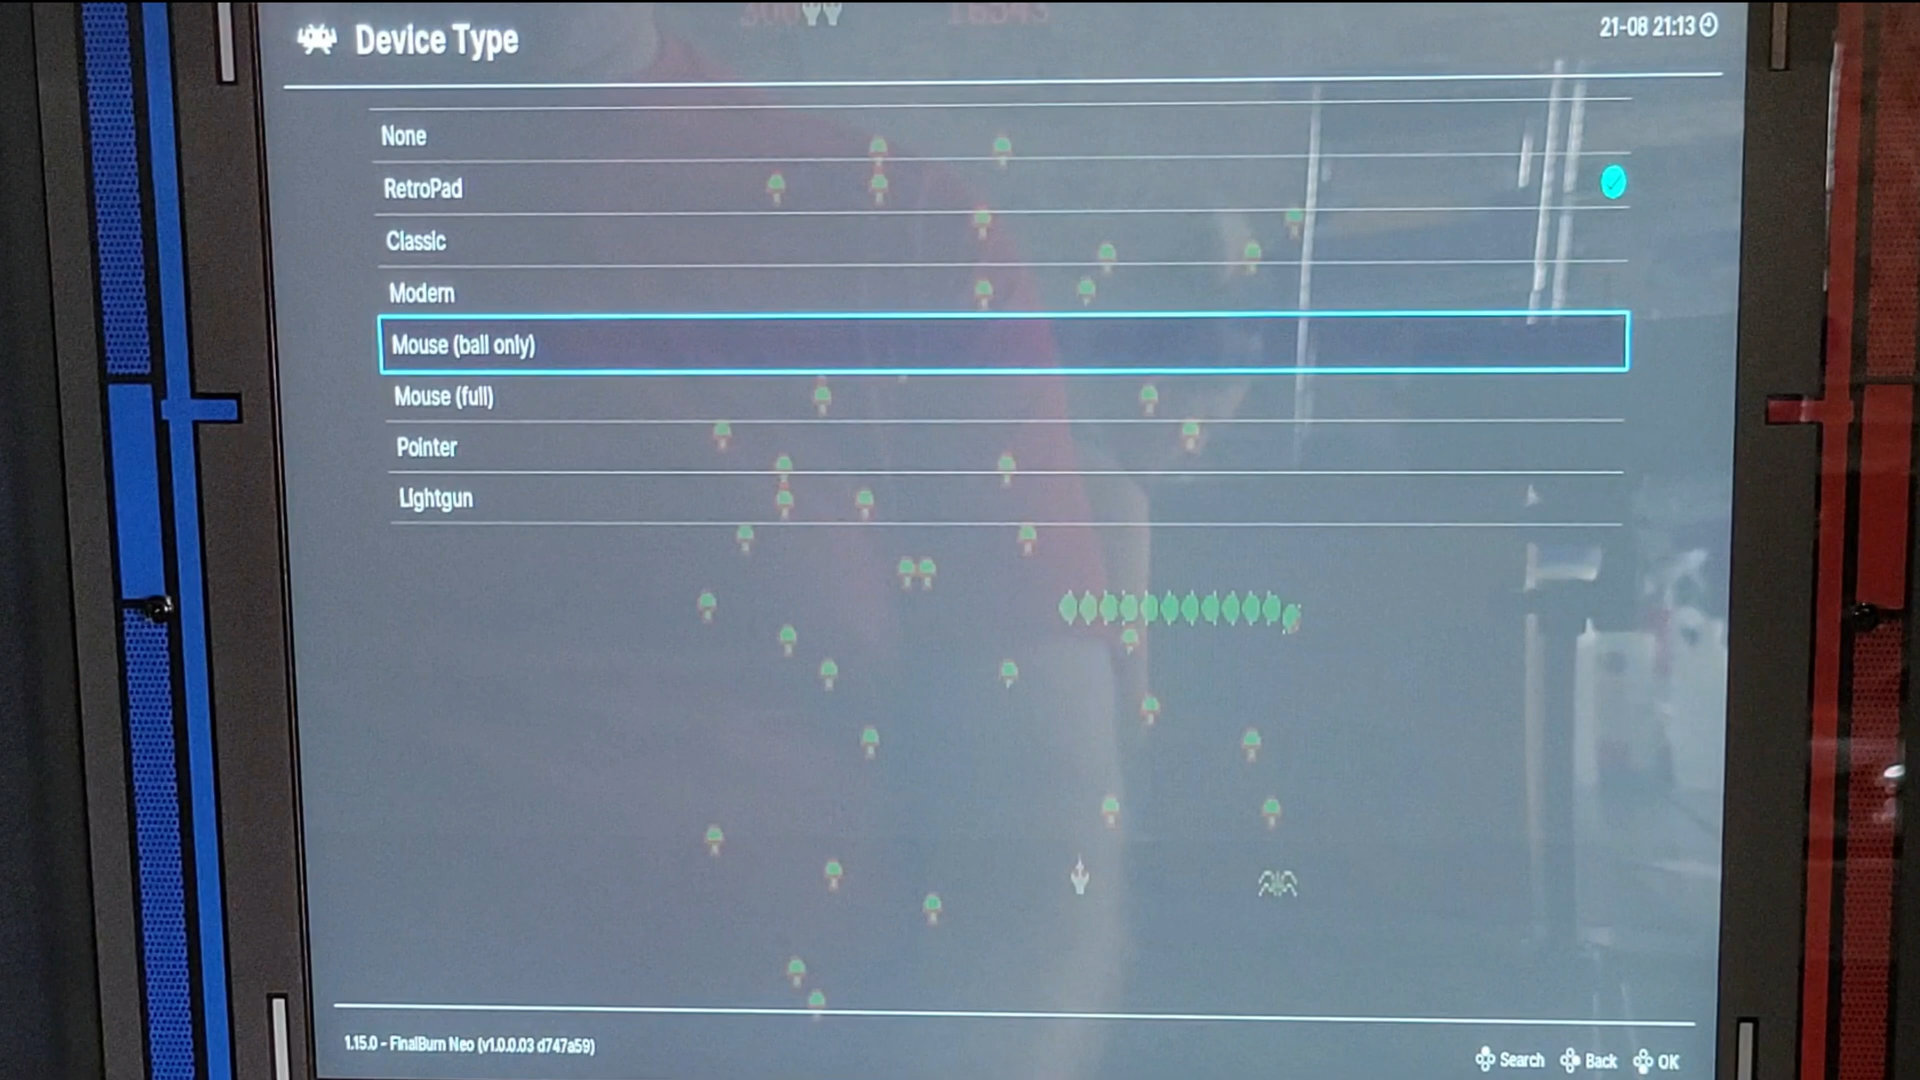 Device Type
21-08 21:13
None
RetroPad
Classic
Modern
Mouse (ball only)
Mouse (full)
Pointer
Lightgun
1.15.0 - FinalBurn Neo (v1.0.0.03 d747a59)
Search Back OK